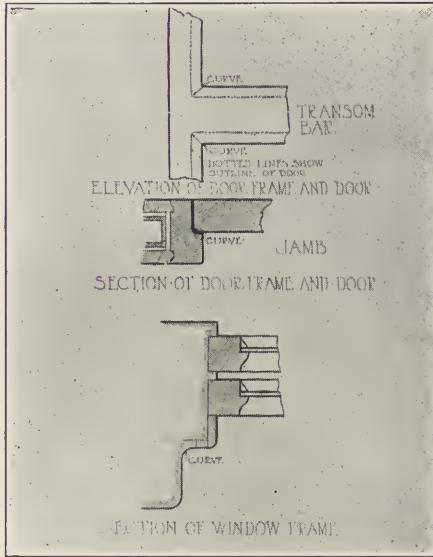 CURVE
TRANSOM
BAR.
CURVE
DOTTED LINES SHOW
OUTLINE OF DOOR
ELEVATION OF DOOR FRAME AND DOOR
CURVE
JAMB
SECTION OF DOOR FRAME AND DOOR
CURVE
SECTION OF WINDOW FRAME